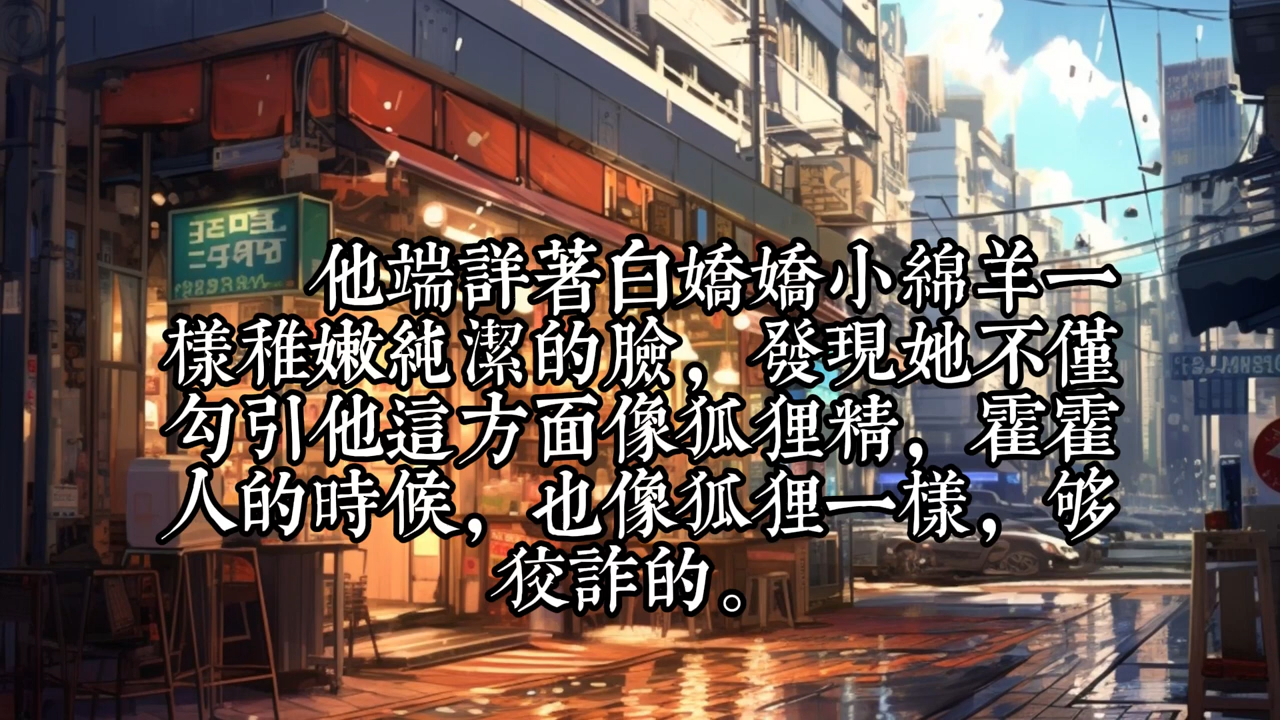 他端詳著白嬌嬌小綿羊一
樣稚嫩純潔的臉，發現她不僅
勾引他這方面像狐狸精，霍霍
人的時候，也像狐狸一樣，够
狡詐的。